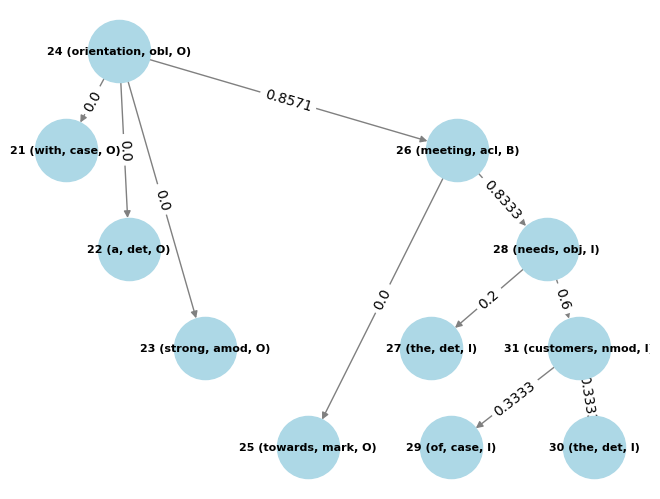 24 (orientation, obl, O)
0.0
0.8571
21 (with, case, O)
0.0
26 (meeting, acl, B)
0.0
0.8333
22 (a, det, O)
28 (needs, obj, I)
0.0
0.2
0.6
23 (strong, amod, O)
27 (the, det, I)
31 (customers, nmod, I
0.3333
0.333
25 (towards, mark, O)
29 (of, case, I)
30 (the, det, I)